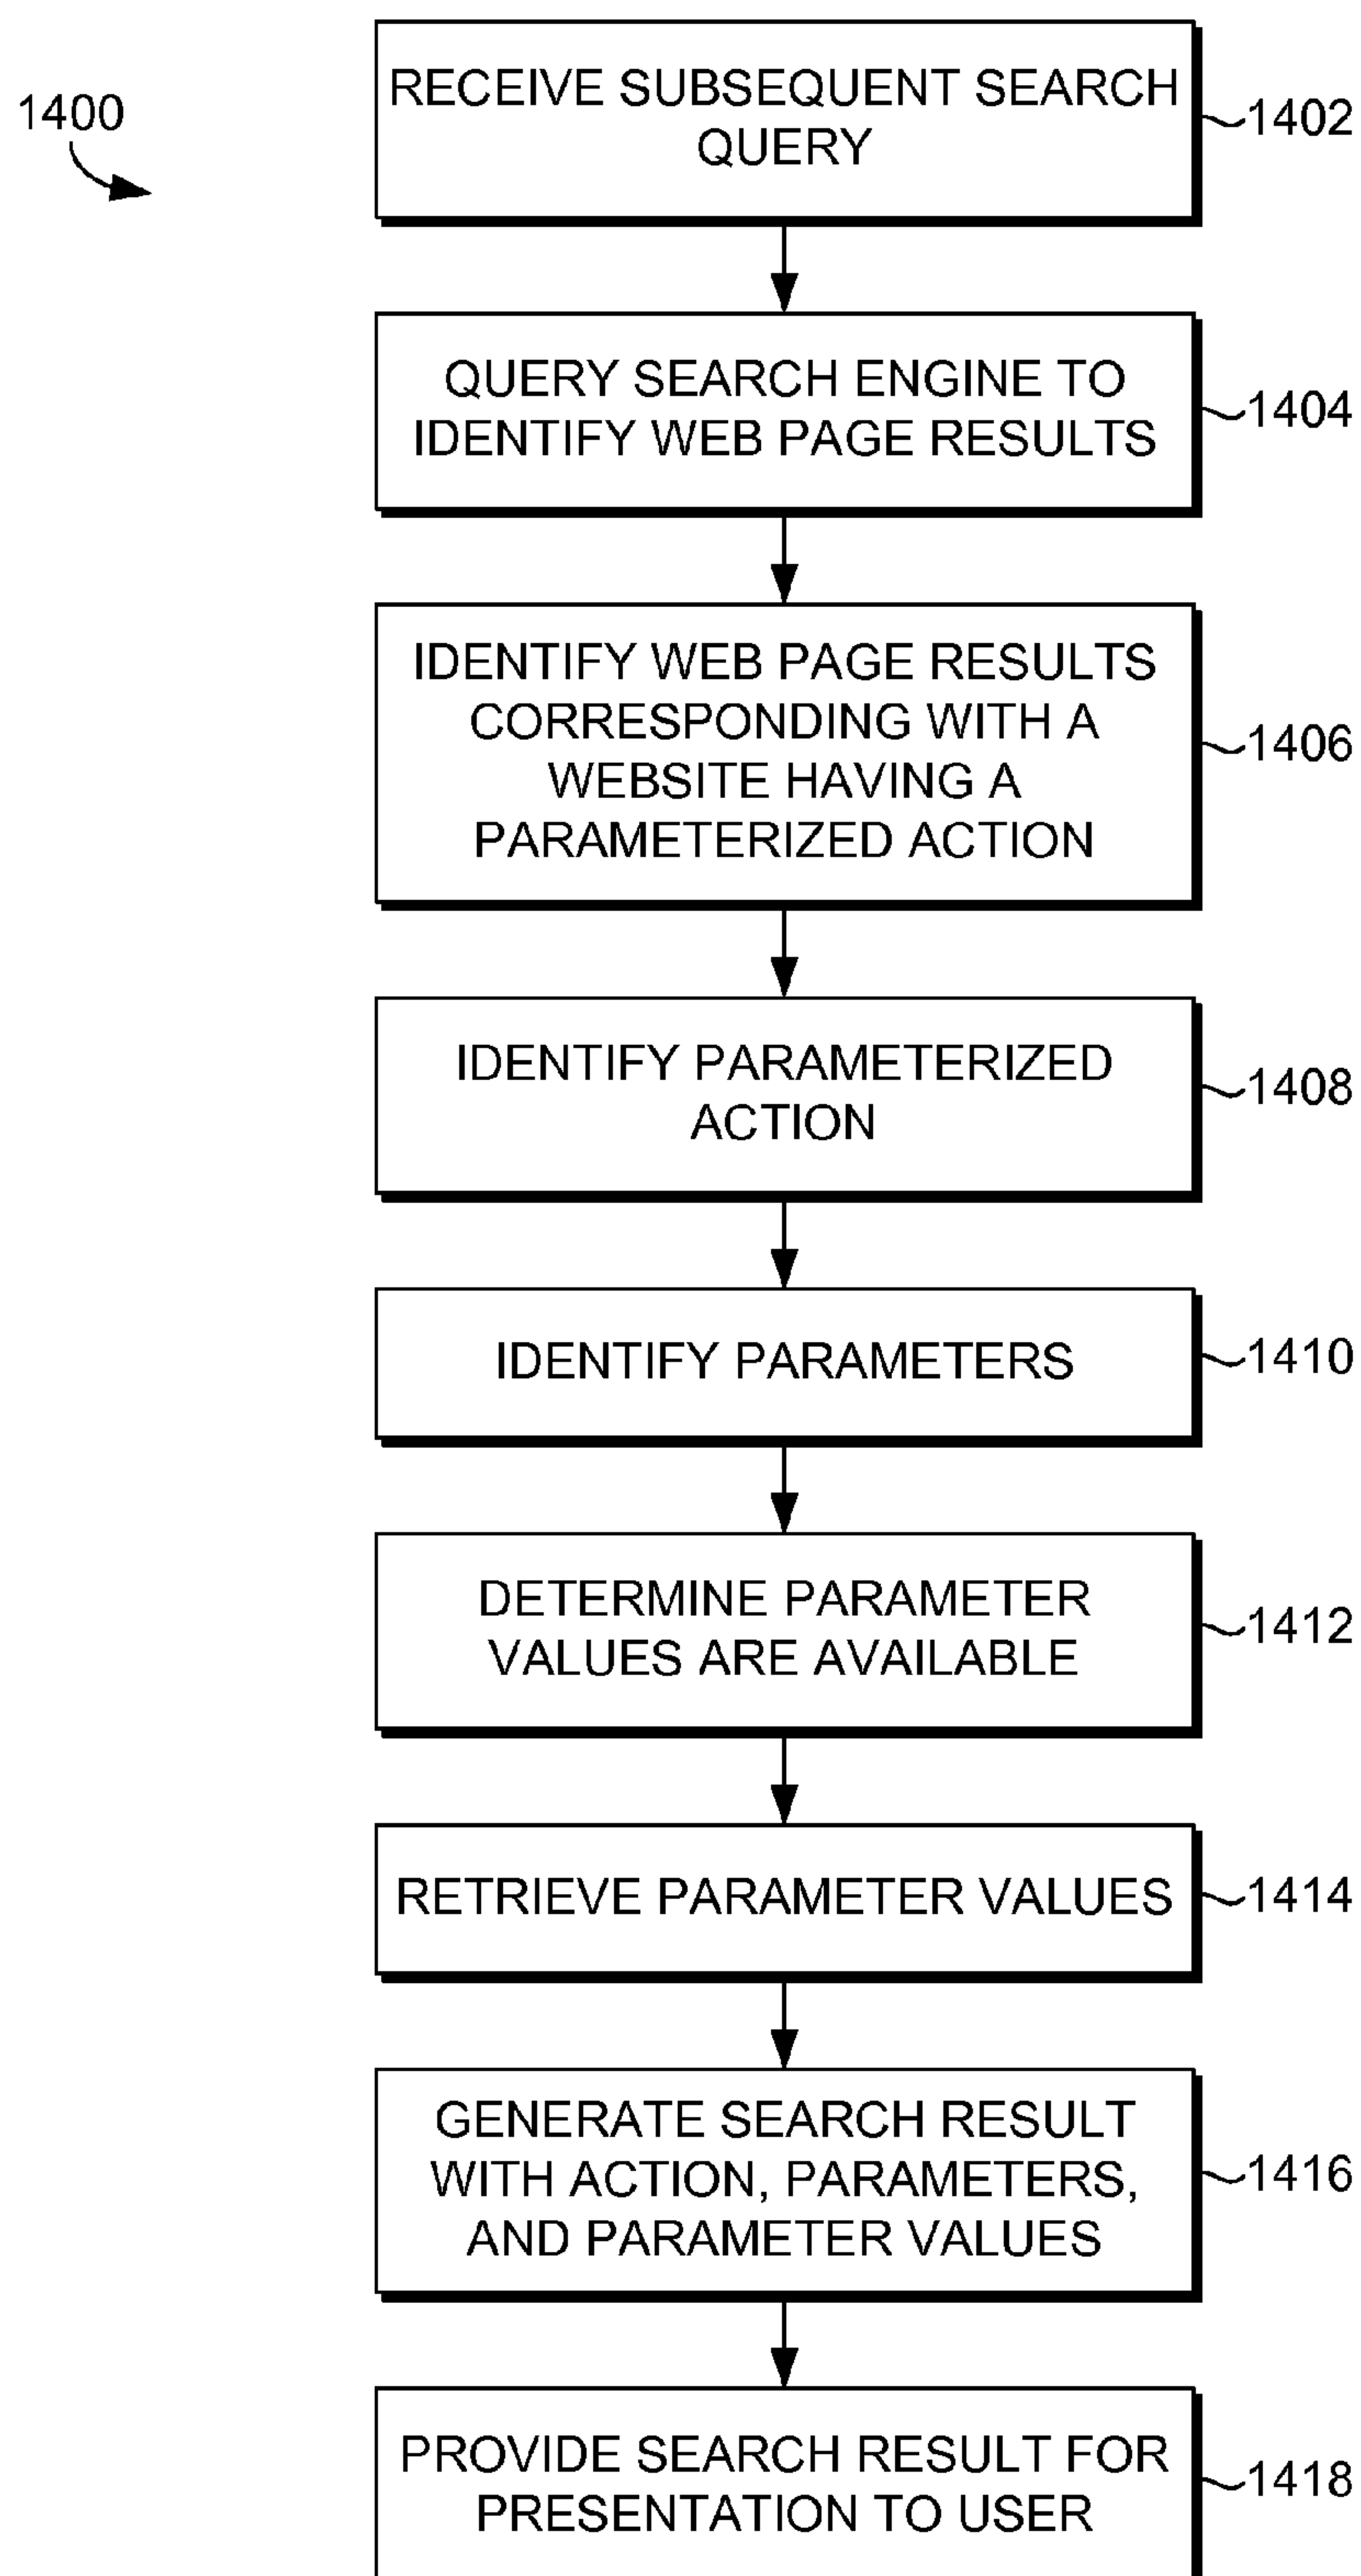 1400
RECEIVE SUBSEQUENT SEARCH
QUERY
1402
QUERY SEARCH ENGINE TO
IDENTIFY WEB PAGE RESULTS
1404
IDENTIFY WEB PAGE RESULTS
CORRESPONDING WITH A
WEBSITE HAVING A
PARAMETERIZED ACTION
1406
IDENTIFY PARAMETERIZED
ACTION
1408
IDENTIFY PARAMETERS
1410
DETERMINE PARAMETER
VALUES ARE AVAILABLE
1412
RETRIEVE PARAMETER VALUES
1414
GENERATE SEARCH RESULT
WITH ACTION, PARAMETERS,
AND PARAMETER VALUES
1416
PROVIDE SEARCH RESULT FOR
PRESENTATION TO USER
1418